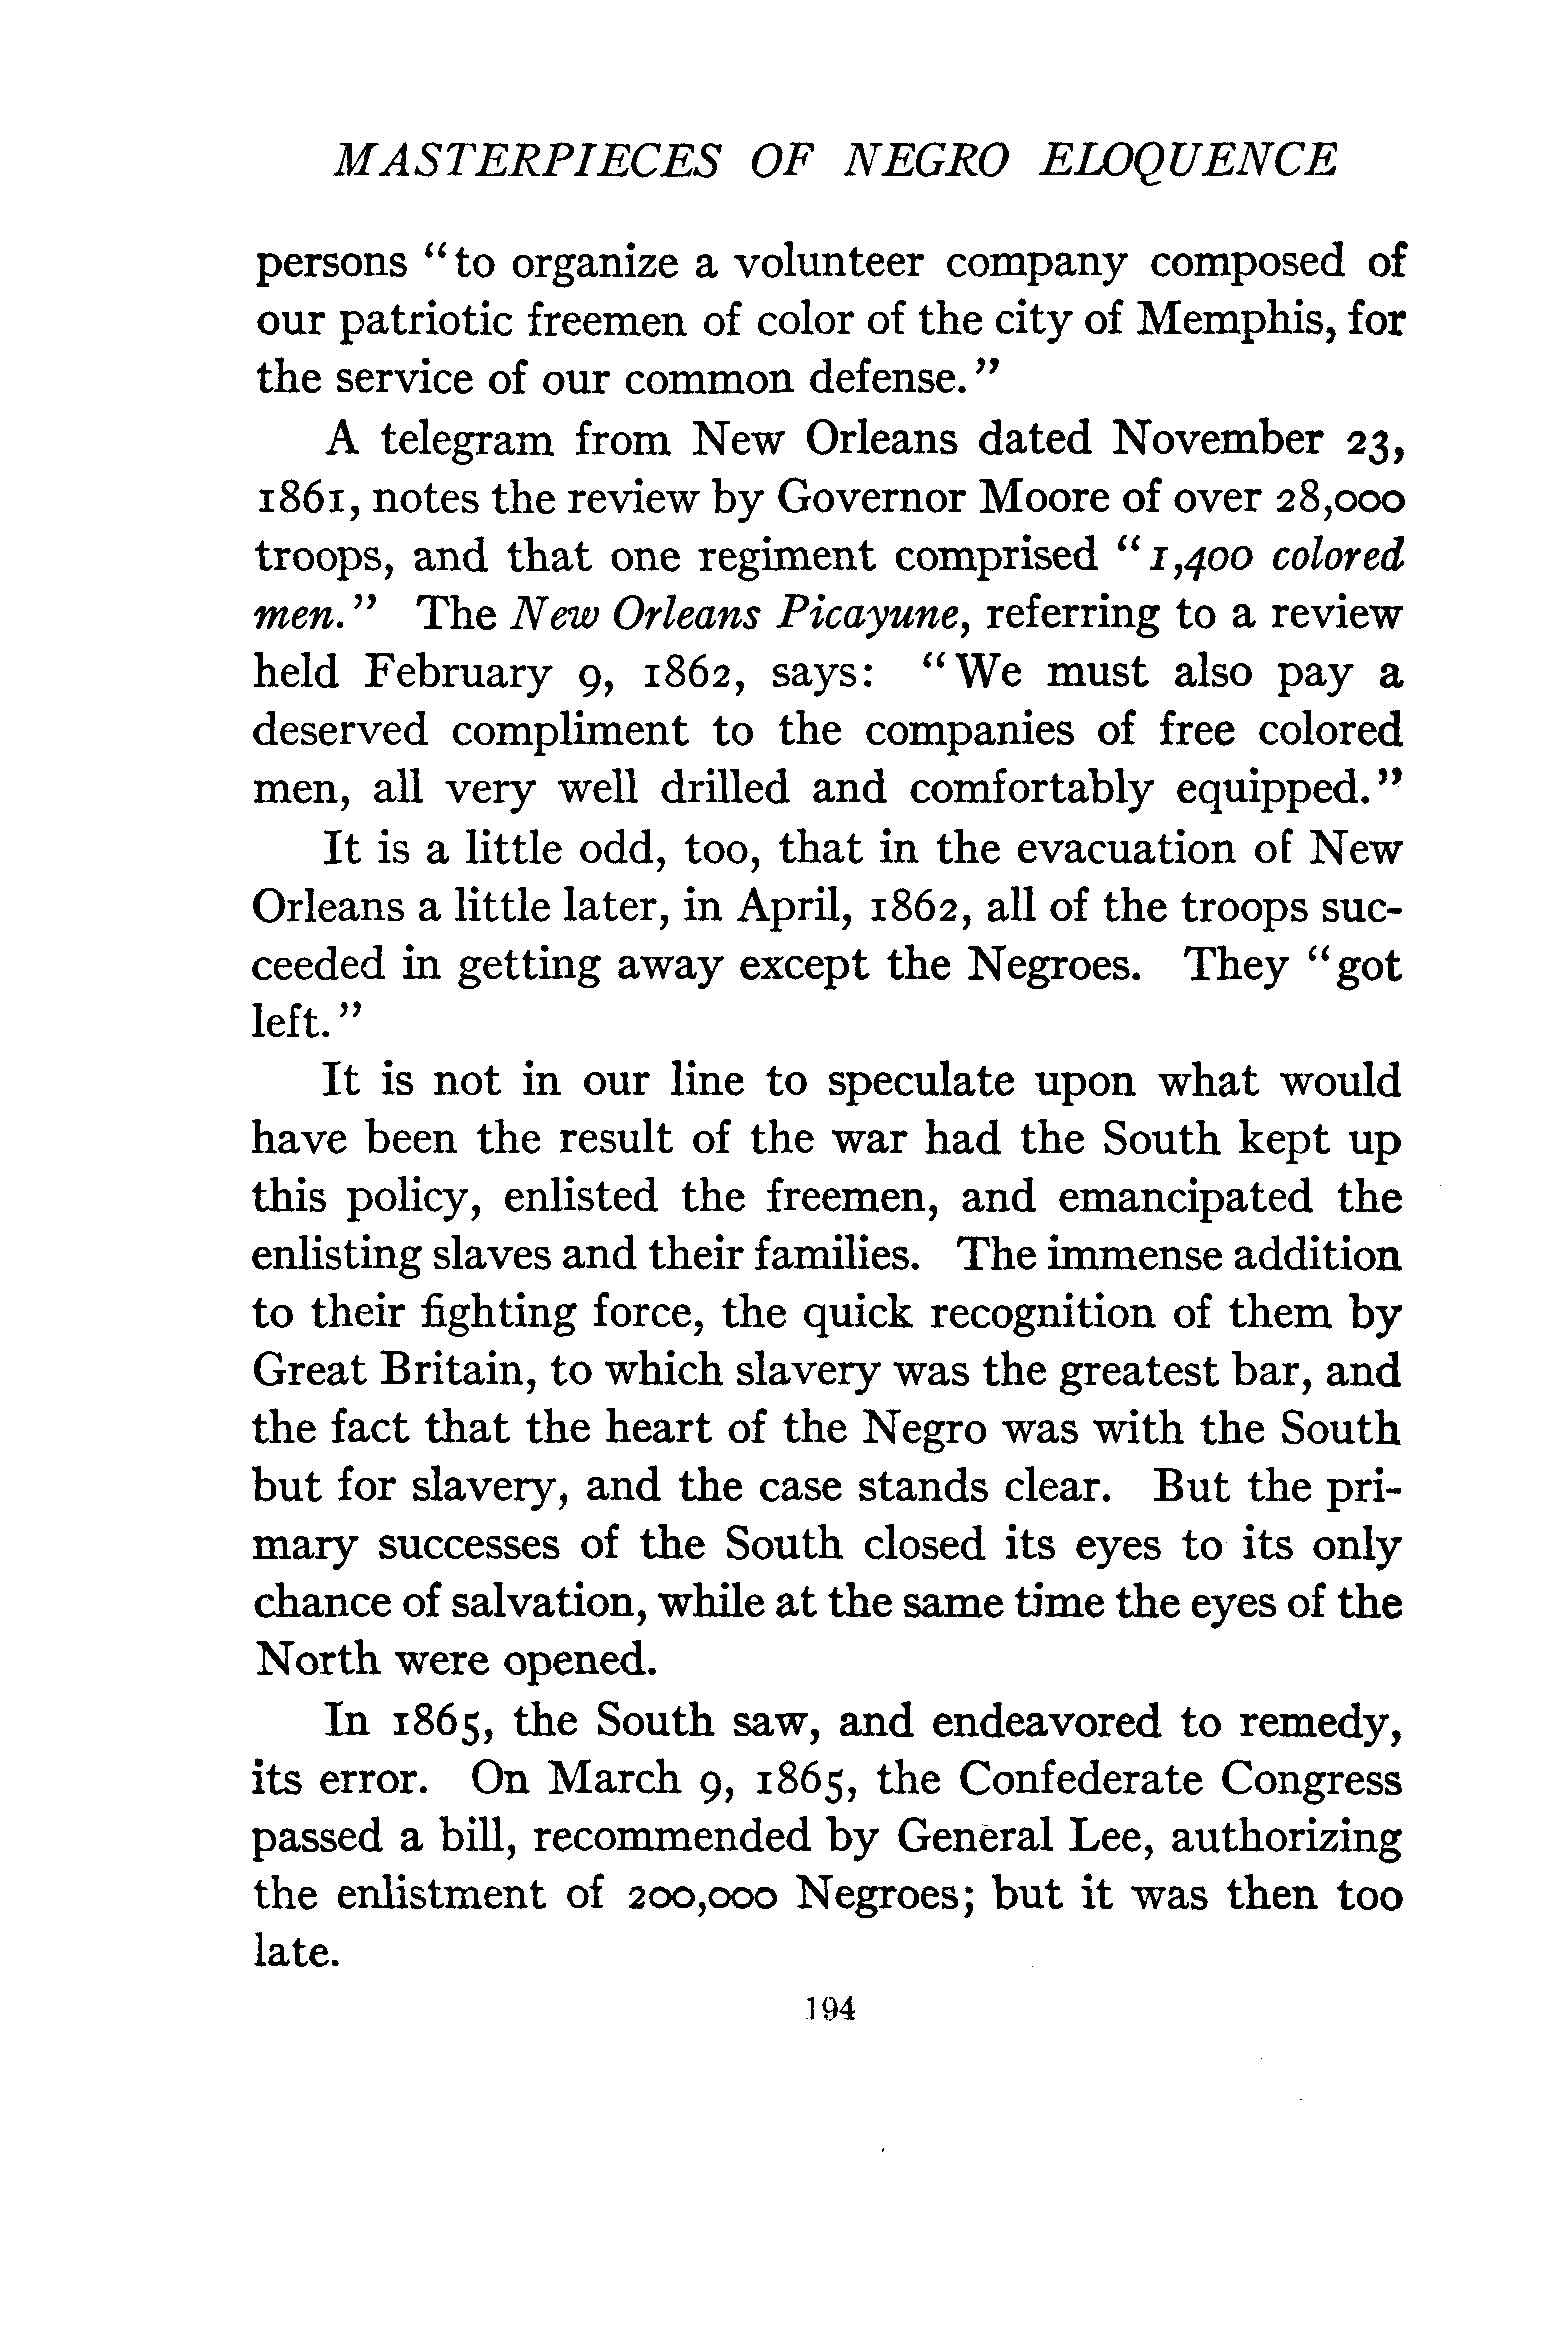 MASTERPIECES OF NEGRO ELOQUENCE
persons "to organize a volunteer company composed of
our patriotic freemen of color of the city of Memphis, for
the service of our common defense."
A telegram from New Orleans dated November 23,
1861, notes the review by Governor Moore of over 28,000
troops, and that one regiment comprised "1,400 colored
men." The New Orleans Picayune, referring to a review
held February 9, 1862, says: "We must also pay a
deserved compliment to the companies of free colored
men, all very well drilled and comfortably equipped."
It is a little odd, too, that in the evacuation of New
Orleans a little later, in April, 1862, all of the troops suc-
ceeded in getting away except the Negroes. They "got
left."
It is not in our line to speculate upon what would
have been the result of the war had the South kept up
this policy, enlisted the freemen, and emancipated the
enlisting slaves and their families. The immense addition
to their fighting force, the quick recognition of them by
Great Britain, to which slavery was the greatest bar, and
the fact that the heart of the Negro was with the South
but for slavery, and the case stands clear. But the pri-
mary successes of the South closed its eyes to its only
chance of salvation, while at the same time the eyes of the
North were opened.
In 1865, the South saw, and endeavored to remedy,
its error. On March 9, 1865, the Confederate Congress
passed a bill, recommended by General Lee, authorizing
the enlistment of 200,000 Negroes; but it was then too
late.
194